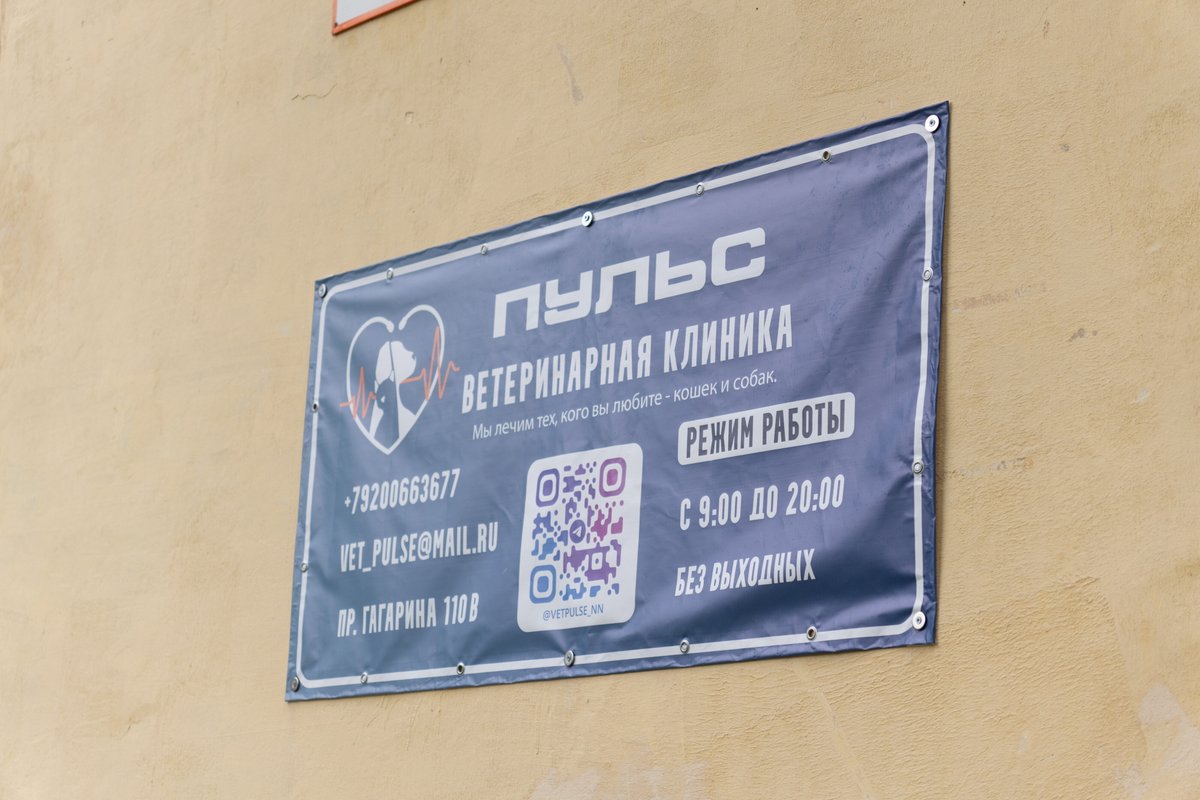 ПУЛЬС
ВЕТЕРИНАРНАЯ КЛИНИКА
Мы лечим тех, кого вы любите - кошек и собак.
+79200663677
VET_PULSE@MAIL.RU
ПР. ГАГАРИНА 110 В
@VETPULSE_NN
РЕЖИМ РАБОТЫ
С 9:00 ДО 20:00
БЕЗ ВЫХОДНЫХ